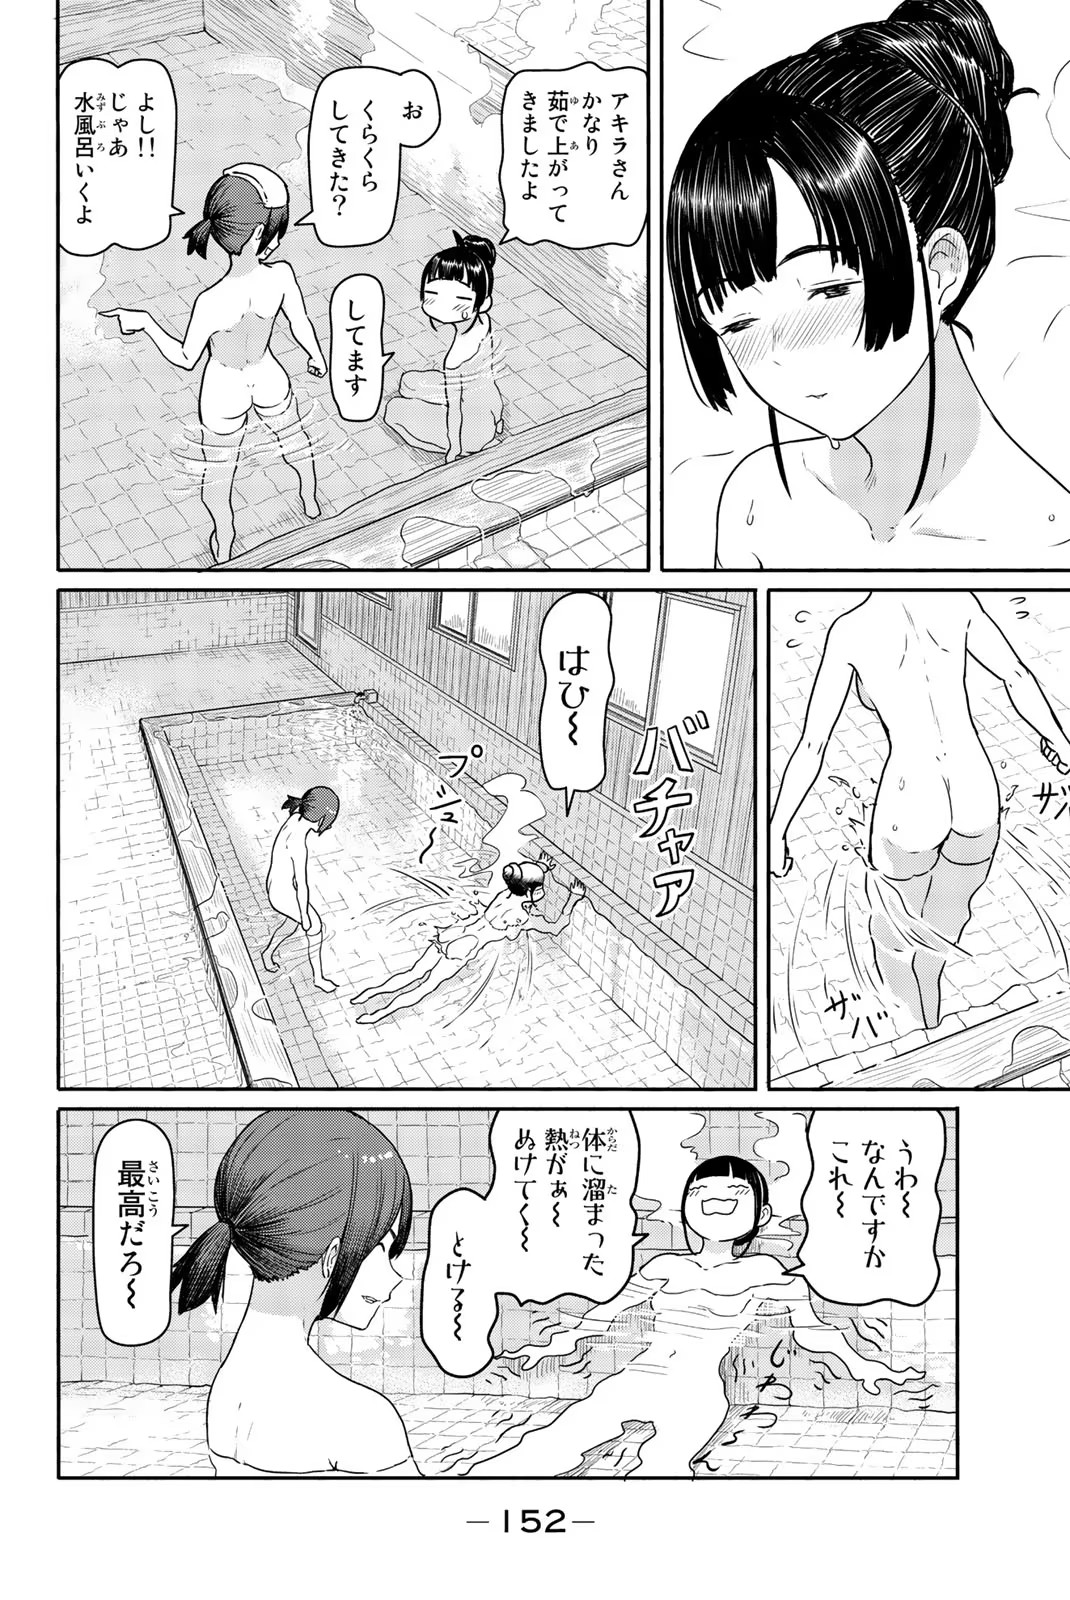 アキラさん
かなり
茹で上がって
きましたよ
お
くらくら
してきた?
してます
よし!!
じゃあ
水風呂いくよ
ザバ
ザバ
はひ〜
バチャア
プシュ〜
うわ〜
なんですか
これ〜
体に溜まった
熱がぁ〜
ぬけてく〜
とける〜
じわわ〜ん
最高だろ〜
—152—